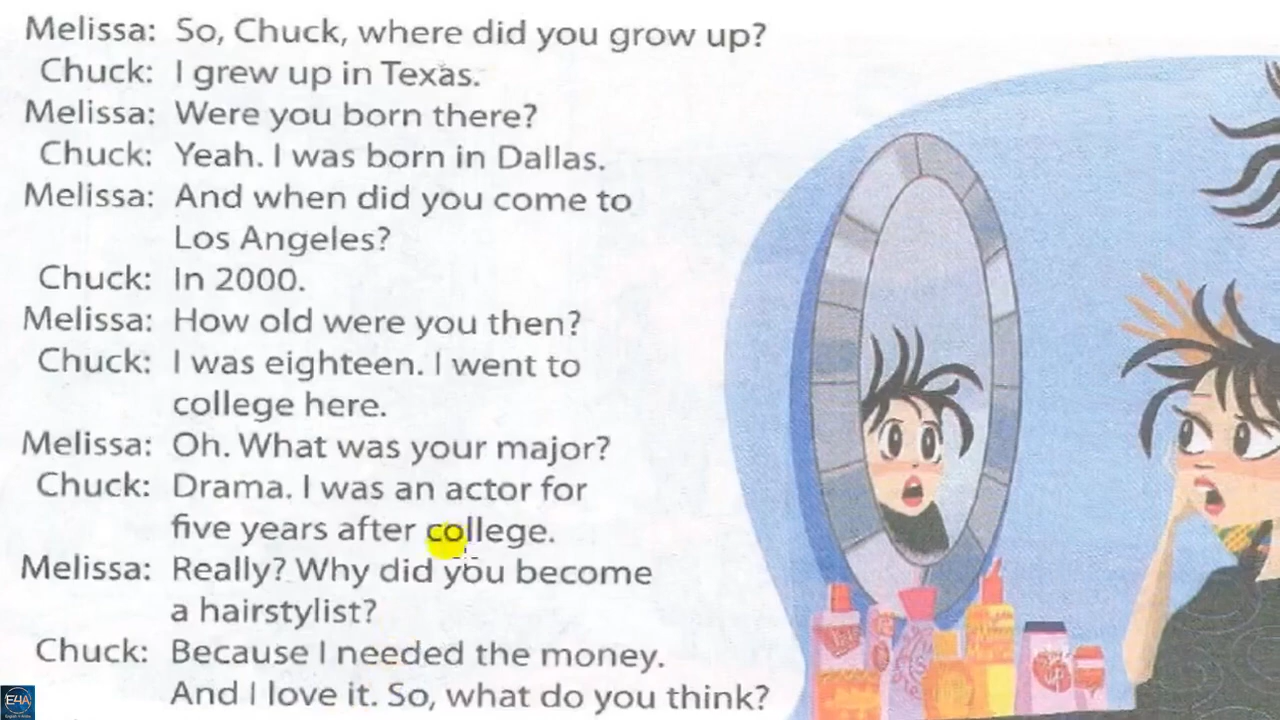 Melissa: So, Chuck, where did you grow up?
Chuck: I grew up in Texas.
Melissa: Were you born there?
Chuck: Yeah. I was born in Dallas.
Melissa: And when did you come to
Los Angeles?
Chuck: In 2000.
Melissa: How old were you then?
Chuck: I was eighteen. I went to
college here.
Melissa: Oh. What was your major?
Chuck: Drama. I was an actor for
five years after college.
Melissa: Really? Why did you become
a hairstylist?
Chuck: Because I needed the money.
And I love it. So, what do you think?
E4A